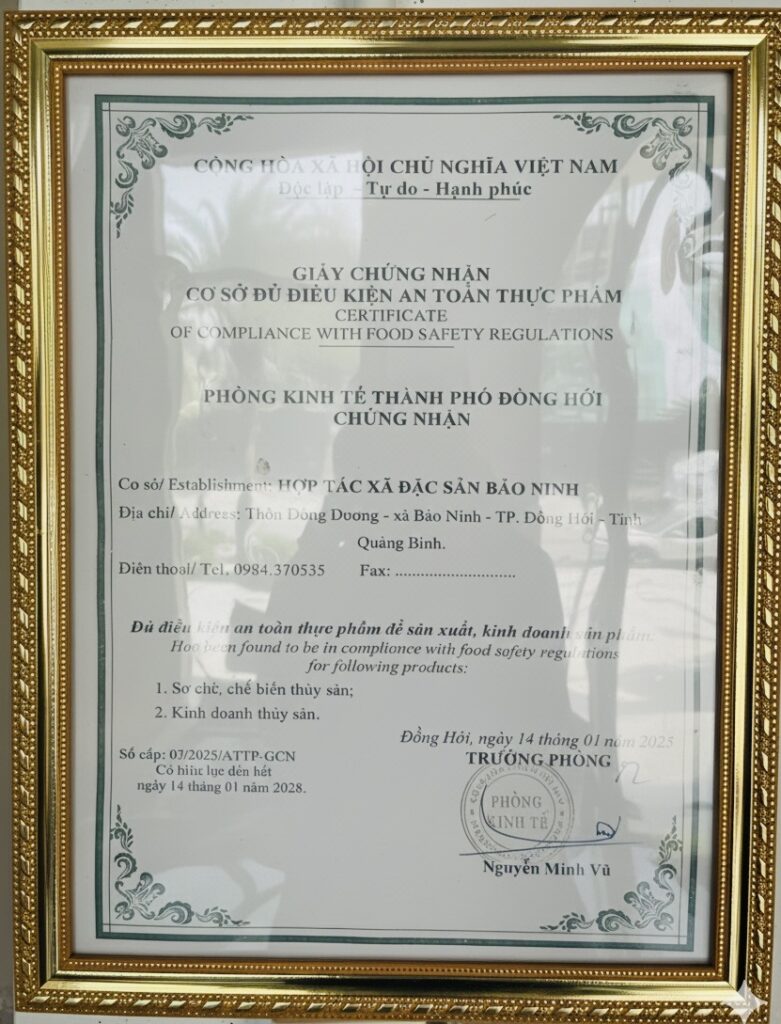 CỘNG HÒA XÃ HỘI CHỦ NGHĨA VIỆT NAM
Độc lập - Tự do - Hạnh phúc
GIẤY CHỨNG NHẬN
CƠ SỞ ĐỦ ĐIỀU KIỆN AN TOÀN THỰC PHẨM
CERTIFICATE
OF COMPLIANCE WITH FOOD SAFETY REGULATIONS
PHÒNG KINH TẾ THÀNH PHỐ ĐỒNG HỚI
CHỨNG NHẬN
Cơ sở/ Establishment: HỢP TÁC XÃ ĐẶC SẢN BẢO NINH
Địa chỉ/ Address: Thôn Đông Dương - xã Bảo Ninh - TP. Đồng Hới - Tỉnh
Quảng Bình.
Điện thoại/ Tel. 0984.370535 Fax: ............................
Đủ điều kiện an toàn thực phẩm để sản xuất, kinh doanh sản phẩm:
Hoo been found to be in compliance with food safety regulations
for following products:
1. Sơ chế, chế biến thủy sản;
2. Kinh doanh thủy sản.
Đồng Hới, ngày 14 tháng 01 năm 2025
Số cấp: 07/2025/ATTP-GCN
TRƯỞNG PHÒNG
Có hiệu lực đến hết
ngày 14 tháng 01 năm 2028.
PHÒNG
KINH TẾ
Nguyễn Minh Vũ